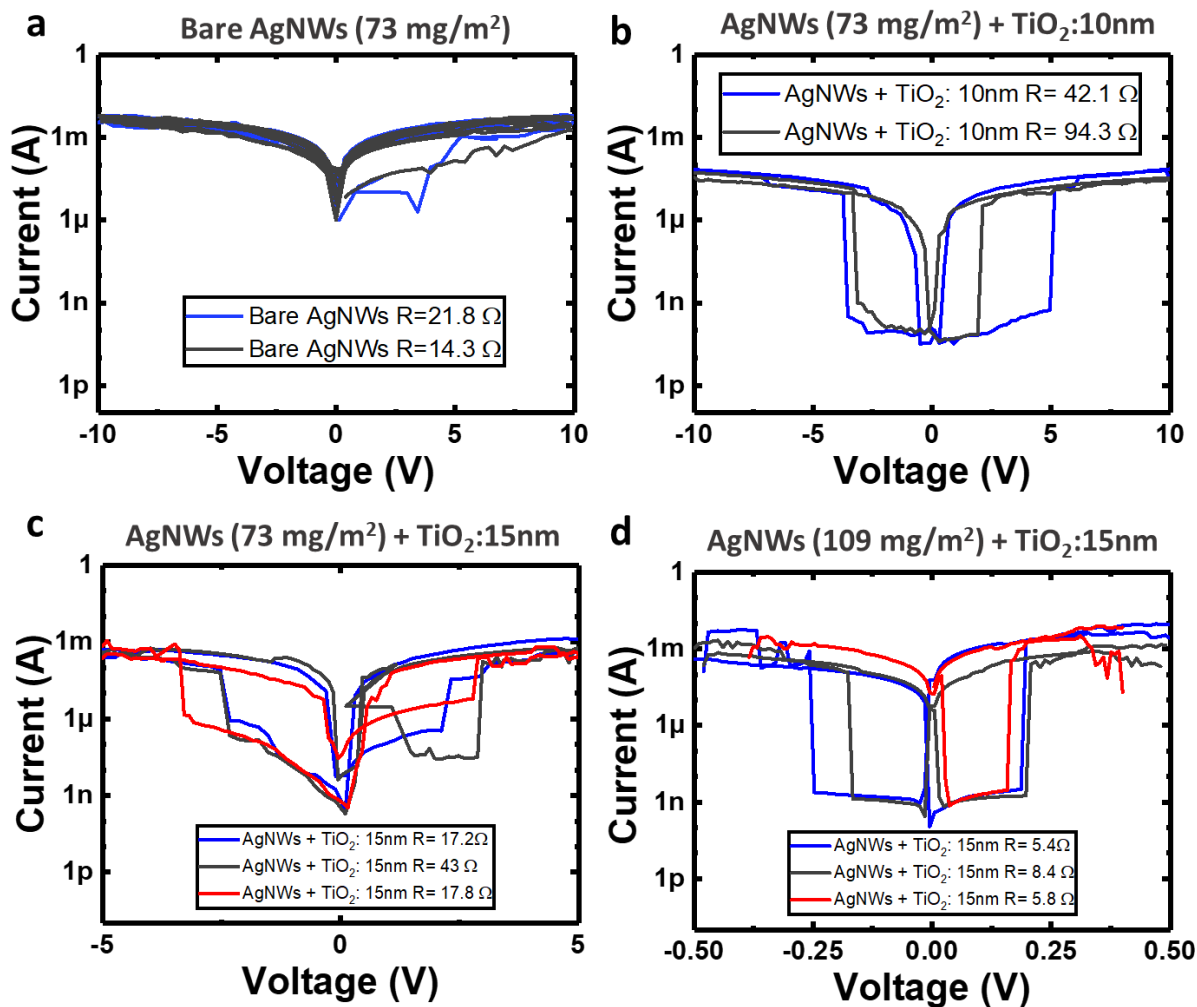 a
Bare AgNWs (73 mg/m²)
Current (A)
1
1m
1μ
1n
1p
Bare AgNWs R=21.8 Ω
Bare AgNWs R=14.3 Ω
-10 -5 0 5 10
Voltage (V)
b
AgNWs (73 mg/m²) + TiO₂:10nm
Current (A)
1
1m
1μ
1n
1p
AgNWs + TiO₂: 10nm R= 42.1 Ω
AgNWs + TiO₂: 10nm R= 94.3 Ω
-10 -5 0 5 10
Voltage (V)
c
AgNWs (73 mg/m²) + TiO₂:15nm
Current (A)
1
1m
1μ
1n
1p
AgNWs + TiO₂: 15nm R= 17.2Ω
AgNWs + TiO₂: 15nm R= 43 Ω
AgNWs + TiO₂: 15nm R= 17.8 Ω
-5 0 5
Voltage (V)
d
AgNWs (109 mg/m²) + TiO₂:15nm
Current (A)
1
1m
1μ
1n
1p
AgNWs + TiO₂: 15nm R= 5.4Ω
AgNWs + TiO₂: 15nm R= 8.4 Ω
AgNWs + TiO₂: 15nm R= 5.8 Ω
-0.50 -0.25 0.00 0.25 0.50
Voltage (V)